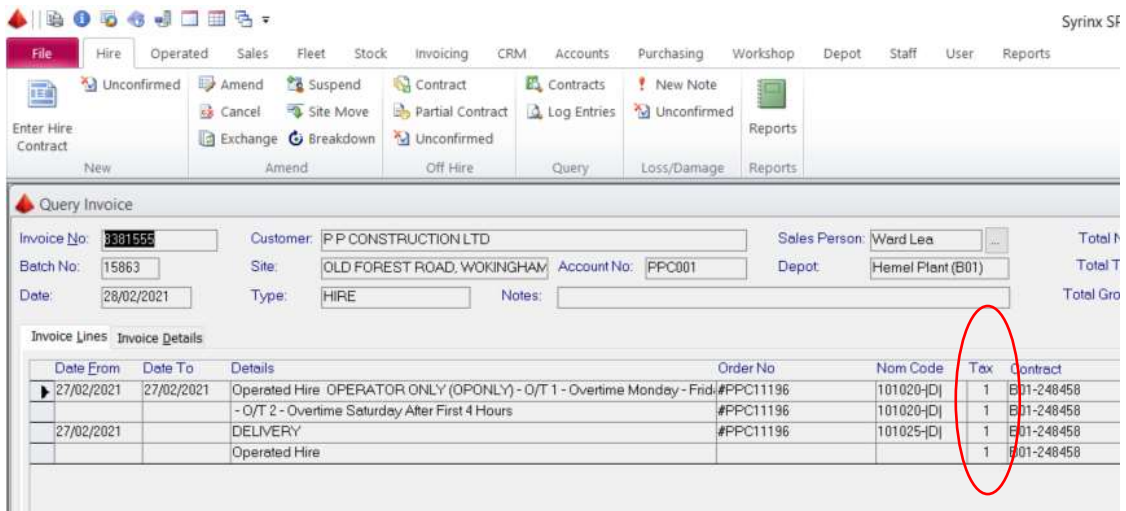 Syrinx SF
File Hire Operated Sales Fleet Stock Invoicing CRM Accounts Purchasing Workshop Depot Staff User Reports
Unconfirmed Amend Suspend Contract Contracts New Note
Cancel Site Move Partial Contract Log Entries Unconfirmed
Enter Hire Contract Exchange Breakdown Unconfirmed Reports
New Amend Off Hire Query Loss/Damage Reports
Query Invoice
Invoice No: 8381555 Customer: P P CONSTRUCTION LTD Sales Person: Ward Lea ... Total N
Batch No: 15863 Site: OLD FOREST ROAD, WOKINGHAM Account No: PPC001 Depot: Hemel Plant (B01) Total T
Date: 28/02/2021 Type: HIRE Notes: Total Gro
Invoice Lines Invoice Details
Date From Date To Details Order No Nom Code Tax Contract
27/02/2021 27/02/2021 Operated Hire OPERATOR ONLY (OPONLY) - O/T 1 - Overtime Monday - Frid #PPC11196 101020-|D| 1 B01-248458
- O/T 2 - Overtime Saturday After First 4 Hours #PPC11196 101020-|D| 1 B01-248458
27/02/2021 DELIVERY #PPC11196 101025-|D| 1 B01-248458
Operated Hire 1 B01-248458